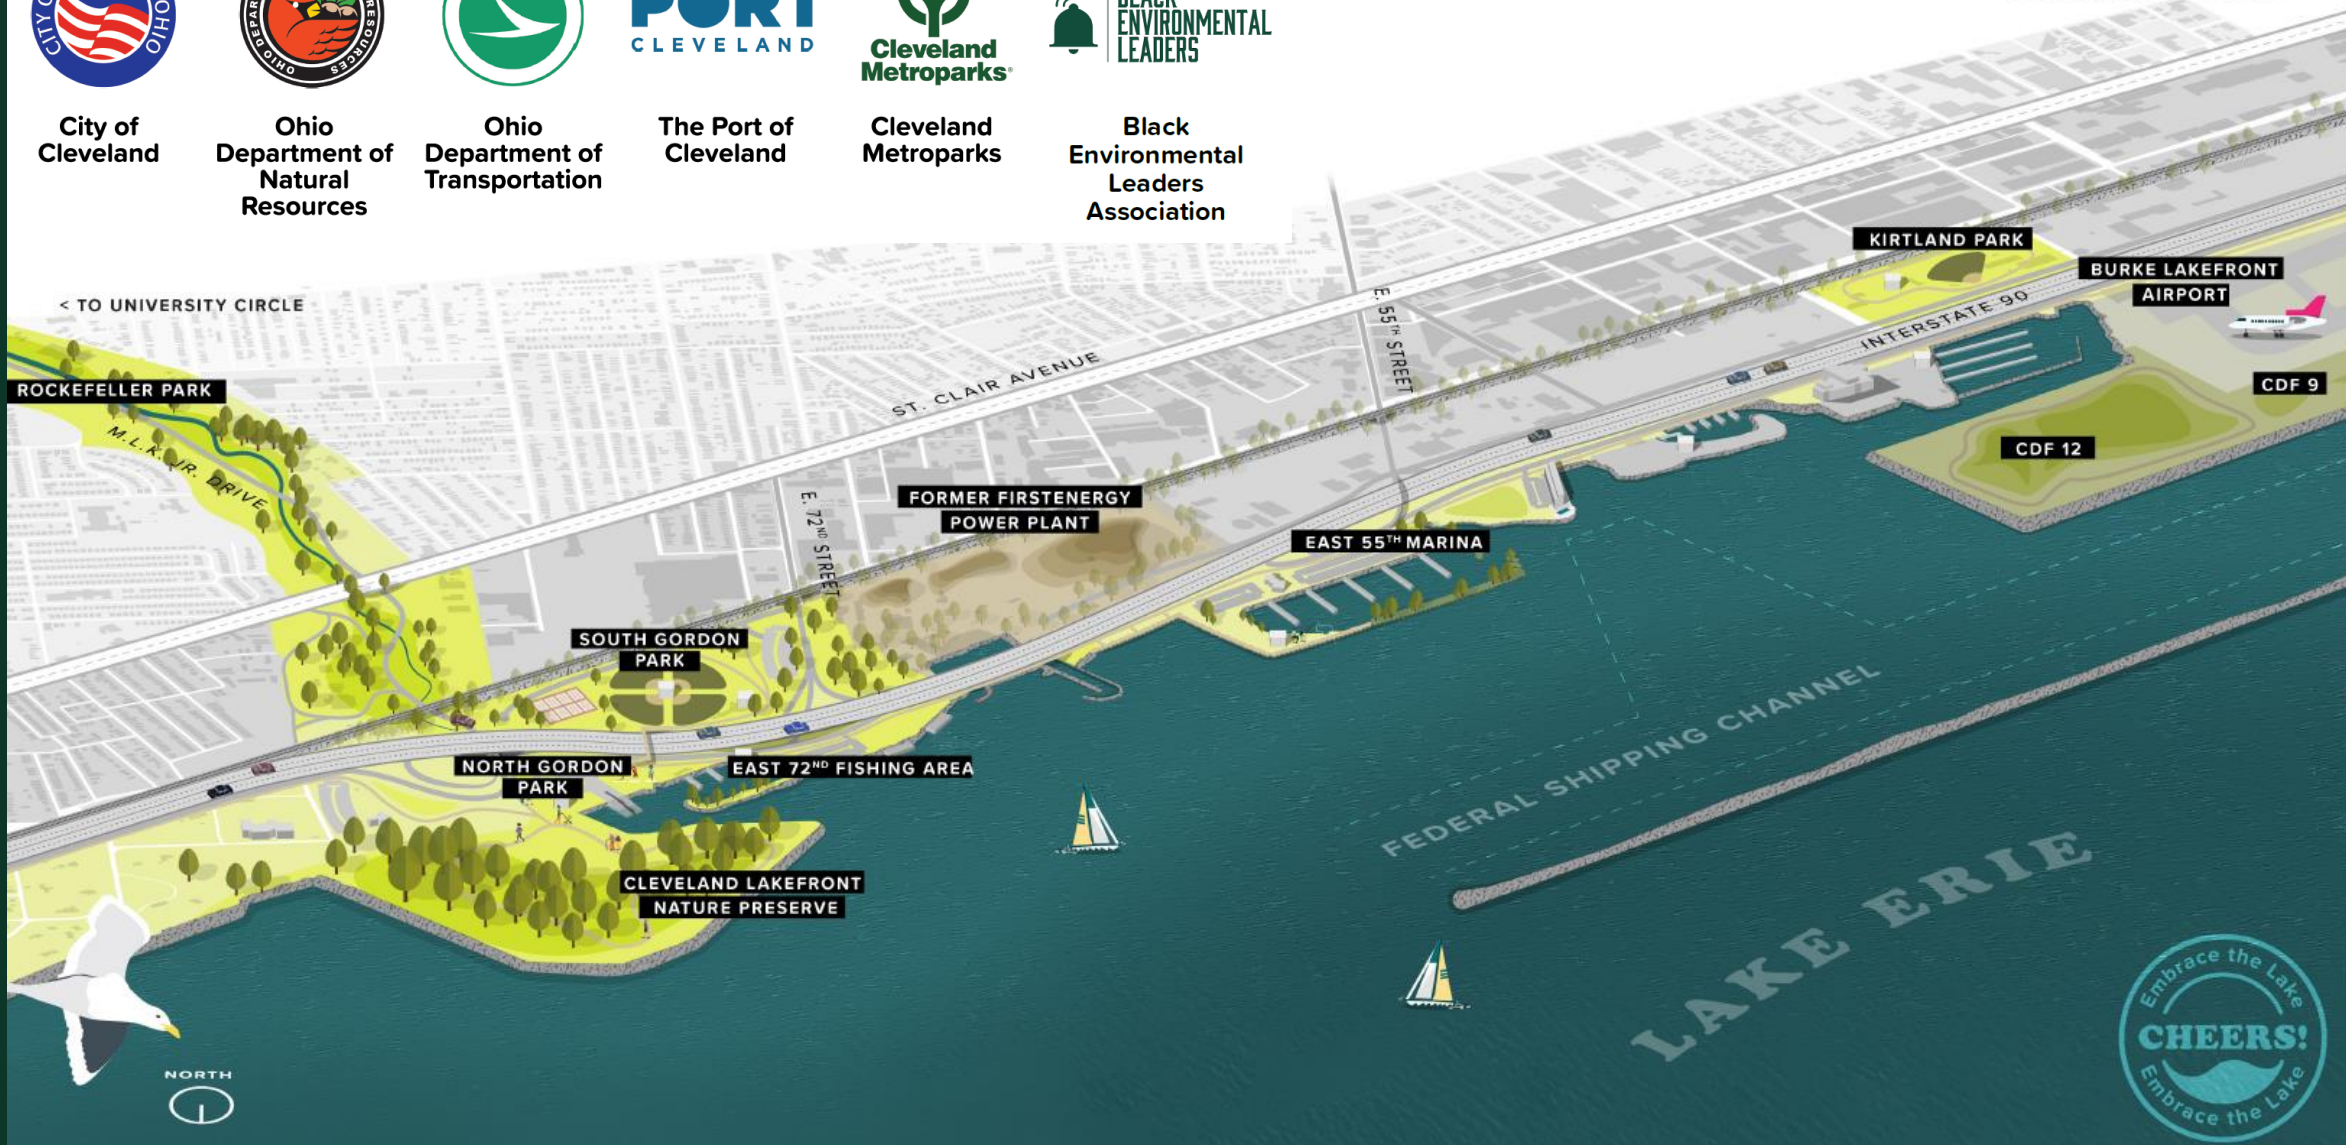 CITY O
OHIO
OHIO DEPAR
RESOURCES
PORT
CLEVELAND
Cleveland
Metroparks
BLACK
ENVIRONMENTAL
LEADERS
City of
Cleveland
Ohio
Department of
Natural
Resources
Ohio
Department of
Transportation
The Port of
Cleveland
Cleveland
Metroparks
Black
Environmental
Leaders
Association
< TO UNIVERSITY CIRCLE
ROCKEFELLER PARK
M.L.K. JR. DRIVE
ST. CLAIR AVENUE
E. 55TH STREET
KIRTLAND PARK
BURKE LAKEFRONT
AIRPORT
INTERSTATE 90
CDF 9
CDF 12
E. 72ND STREET
FORMER FIRSTENERGY
POWER PLANT
EAST 55TH MARINA
SOUTH GORDON
PARK
NORTH GORDON
PARK
EAST 72ND FISHING AREA
CLEVELAND LAKEFRONT
NATURE PRESERVE
FEDERAL SHIPPING CHANNEL
LAKE ERIE
NORTH
Embrace the Lake
CHEERS!
Embrace the Lake